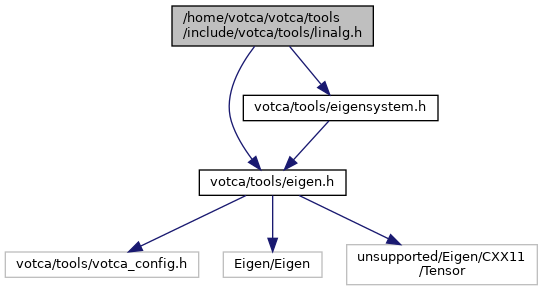 /home/votca/votca/tools
/include/votca/tools/linalg.h
votca/tools/eigensystem.h
votca/tools/eigen.h
votca/tools/votca_config.h
Eigen/Eigen
unsupported/Eigen/CXX11
/Tensor